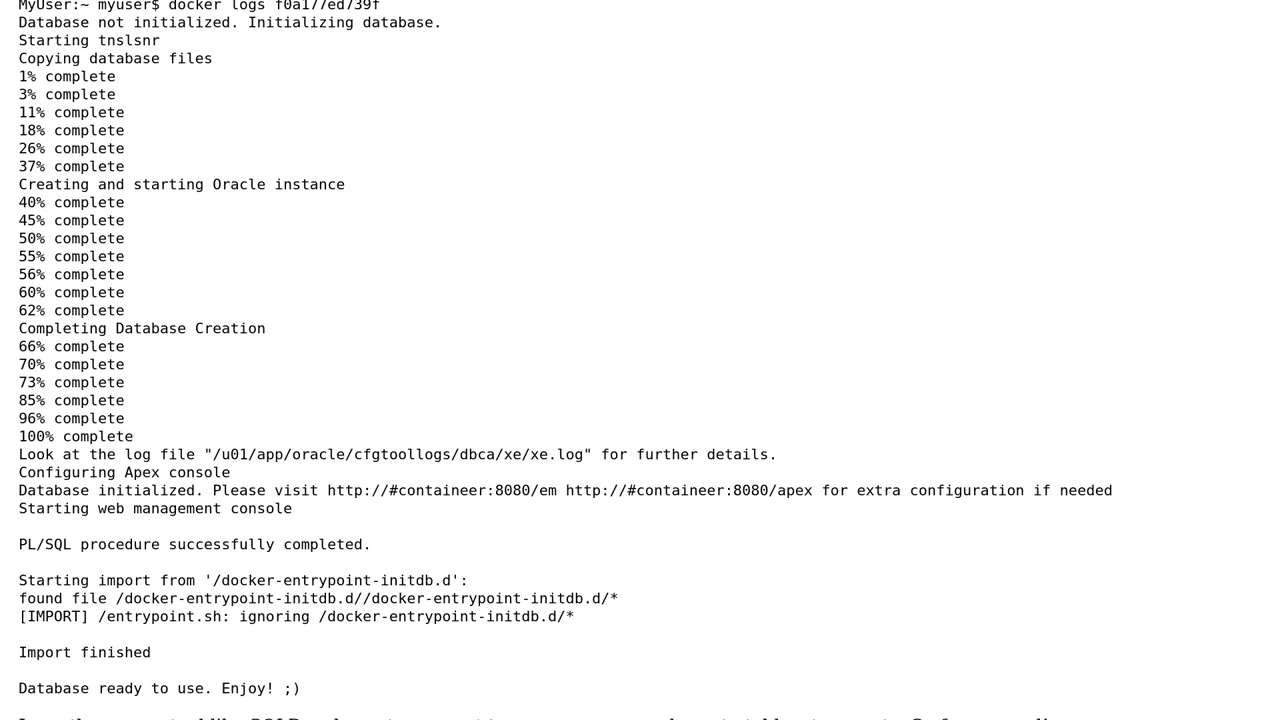 MyUser:~ myuser$ docker logs f0a177ed739f
Database not initialized. Initializing database.
Starting tnslsnr
Copying database files
1% complete
3% complete
11% complete
18% complete
26% complete
37% complete
Creating and starting Oracle instance
40% complete
45% complete
50% complete
55% complete
56% complete
60% complete
62% complete
Completing Database Creation
66% complete
70% complete
73% complete
85% complete
96% complete
100% complete
Look at the log file "/u01/app/oracle/cfgtoollogs/dbca/xe/xe.log" for further details.
Configuring Apex console
Database initialized. Please visit http://#containeer:8080/em http://#containeer:8080/apex for extra configuration if needed
Starting web management console
PL/SQL procedure successfully completed.
Starting import from '/docker-entrypoint-initdb.d':
found file /docker-entrypoint-initdb.d//docker-entrypoint-initdb.d/*
[IMPORT] /entrypoint.sh: ignoring /docker-entrypoint-initdb.d/*
Import finished
Database ready to use. Enjoy! ;)